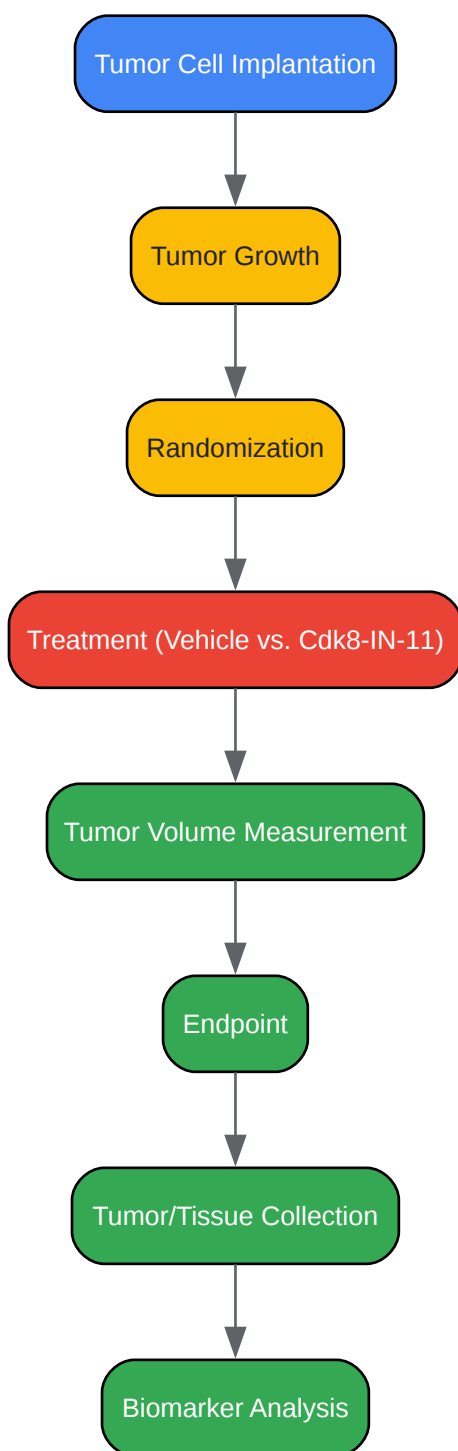 Tumor Cell Implantation
Tumor Growth
Randomization
Treatment (Vehicle vs. Cdk8-IN-11)
Tumor Volume Measurement
Endpoint
Tumor/Tissue Collection
Biomarker Analysis